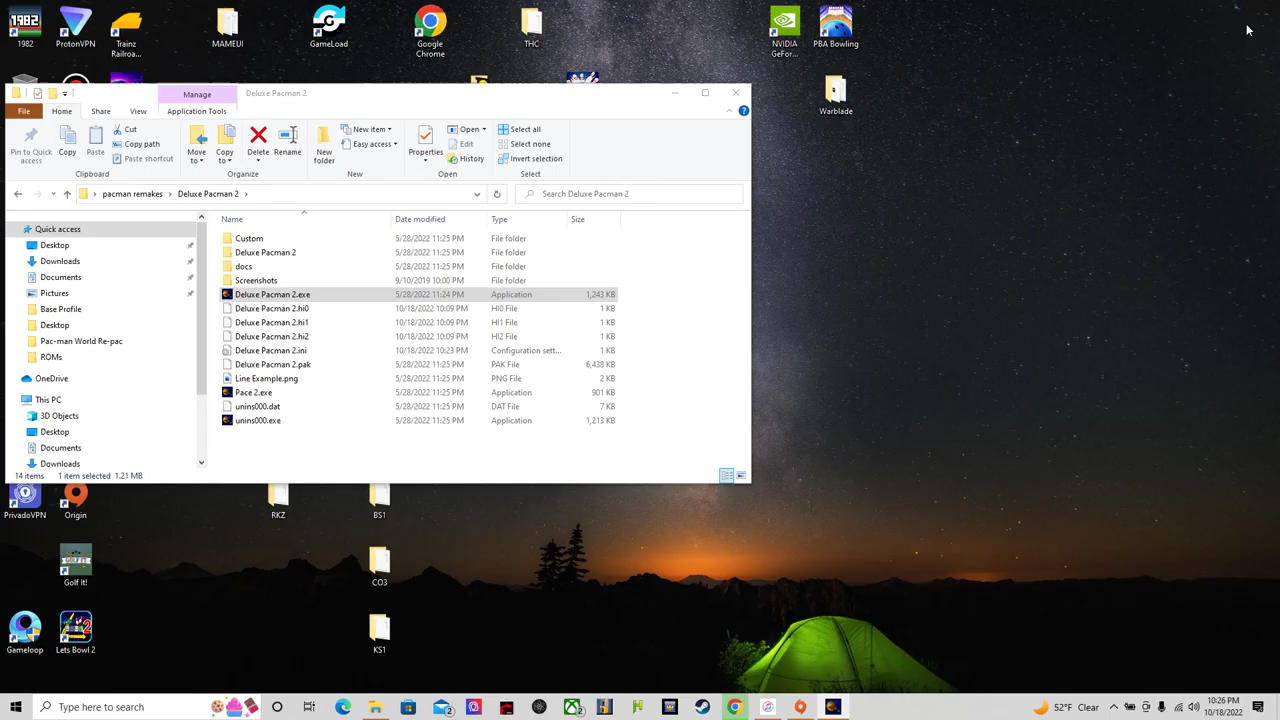 1982
ProtonVPN
Trainz
Railroa...
MAMEUI
GameLoad
Google
Chrome
THC
NVIDIA
GeFor...
PBA Bowling
Warblade
Manage
Deluxe Pacman 2
File
Home
Share
View
Application Tools
Pin to Quick
access
Copy
Paste
Cut
Copy path
Paste shortcut
Clipboard
Move
to
Copy
to
Delete
Rename
Organize
New
folder
New item
Easy access
New
Properties
Open
Edit
History
Open
Select all
Select none
Invert selection
Select
pacman remakes > Deluxe Pacman 2 >
Search Deluxe Pacman 2
Name Date modified Type Size
Quick access
Desktop
Downloads
Documents
Pictures
Base Profile
Desktop
Pac-man World Re-pac
ROMs
OneDrive
This PC
3D Objects
Desktop
Documents
Downloads
Custom 5/28/2022 11:25 PM File folder
Deluxe Pacman 2 5/28/2022 11:25 PM File folder
docs 5/28/2022 11:25 PM File folder
Screenshots 9/10/2019 10:00 PM File folder
Deluxe Pacman 2.exe 5/28/2022 11:24 PM Application 1,243 KB
Deluxe Pacman 2.hi0 10/18/2022 10:09 PM HI0 File 1 KB
Deluxe Pacman 2.hi1 10/18/2022 10:09 PM HI1 File 1 KB
Deluxe Pacman 2.hi2 10/18/2022 10:09 PM HI2 File 1 KB
Deluxe Pacman 2.ini 10/18/2022 10:23 PM Configuration sett... 1 KB
Deluxe Pacman 2.pak 5/28/2022 11:25 PM PAK File 6,438 KB
Line Example.png 5/28/2022 11:25 PM PNG File 2 KB
Pace 2.exe 5/28/2022 11:25 PM Application 901 KB
unins000.dat 5/28/2022 11:25 PM DAT File 7 KB
unins000.exe 5/28/2022 11:25 PM Application 1,213 KB
14 items 1 item selected 1.21 MB
PrivadoVPN
Origin
RKZ
BS1
GOLF IT!
Golf It!
CO3
Gameloop
2
Lets Bowl 2
KS1
Type here to search
2
2
52°F Clear
10:26 PM
10/18/2022